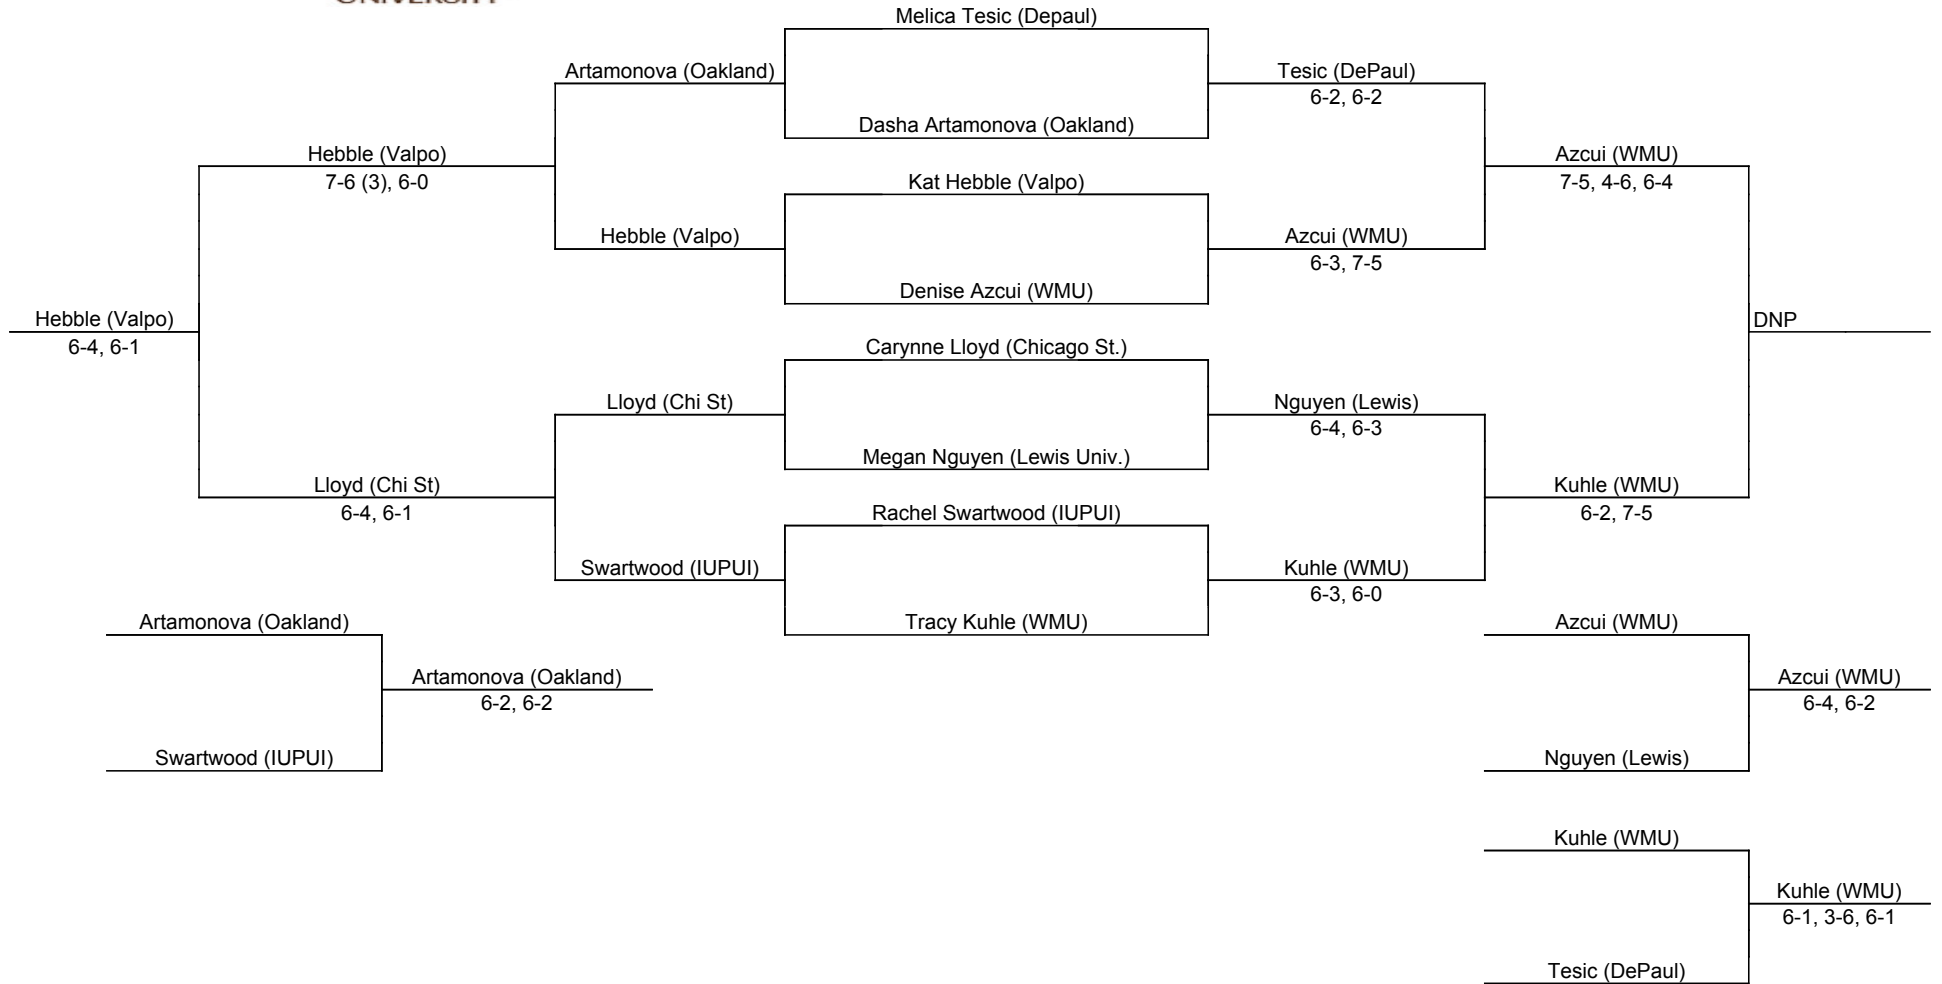 UNIVERSITY
Melica Tesic (Depaul)
Artamonova (Oakland)
Tesic (DePaul)
6-2, 6-2
Dasha Artamonova (Oakland)
Hebble (Valpo)
7-6 (3), 6-0
Azcui (WMU)
7-5, 4-6, 6-4
Kat Hebble (Valpo)
Hebble (Valpo)
Azcui (WMU)
6-3, 7-5
Denise Azcui (WMU)
Hebble (Valpo)
6-4, 6-1
DNP
Carynne Lloyd (Chicago St.)
Lloyd (Chi St)
Nguyen (Lewis)
6-4, 6-3
Megan Nguyen (Lewis Univ.)
Lloyd (Chi St)
6-4, 6-1
Kuhle (WMU)
6-2, 7-5
Rachel Swartwood (IUPUI)
Swartwood (IUPUI)
Kuhle (WMU)
6-3, 6-0
Tracy Kuhle (WMU)
Artamonova (Oakland)
Artamonova (Oakland)
6-2, 6-2
Swartwood (IUPUI)
Azcui (WMU)
Azcui (WMU)
6-4, 6-2
Nguyen (Lewis)
Kuhle (WMU)
Kuhle (WMU)
6-1, 3-6, 6-1
Tesic (DePaul)